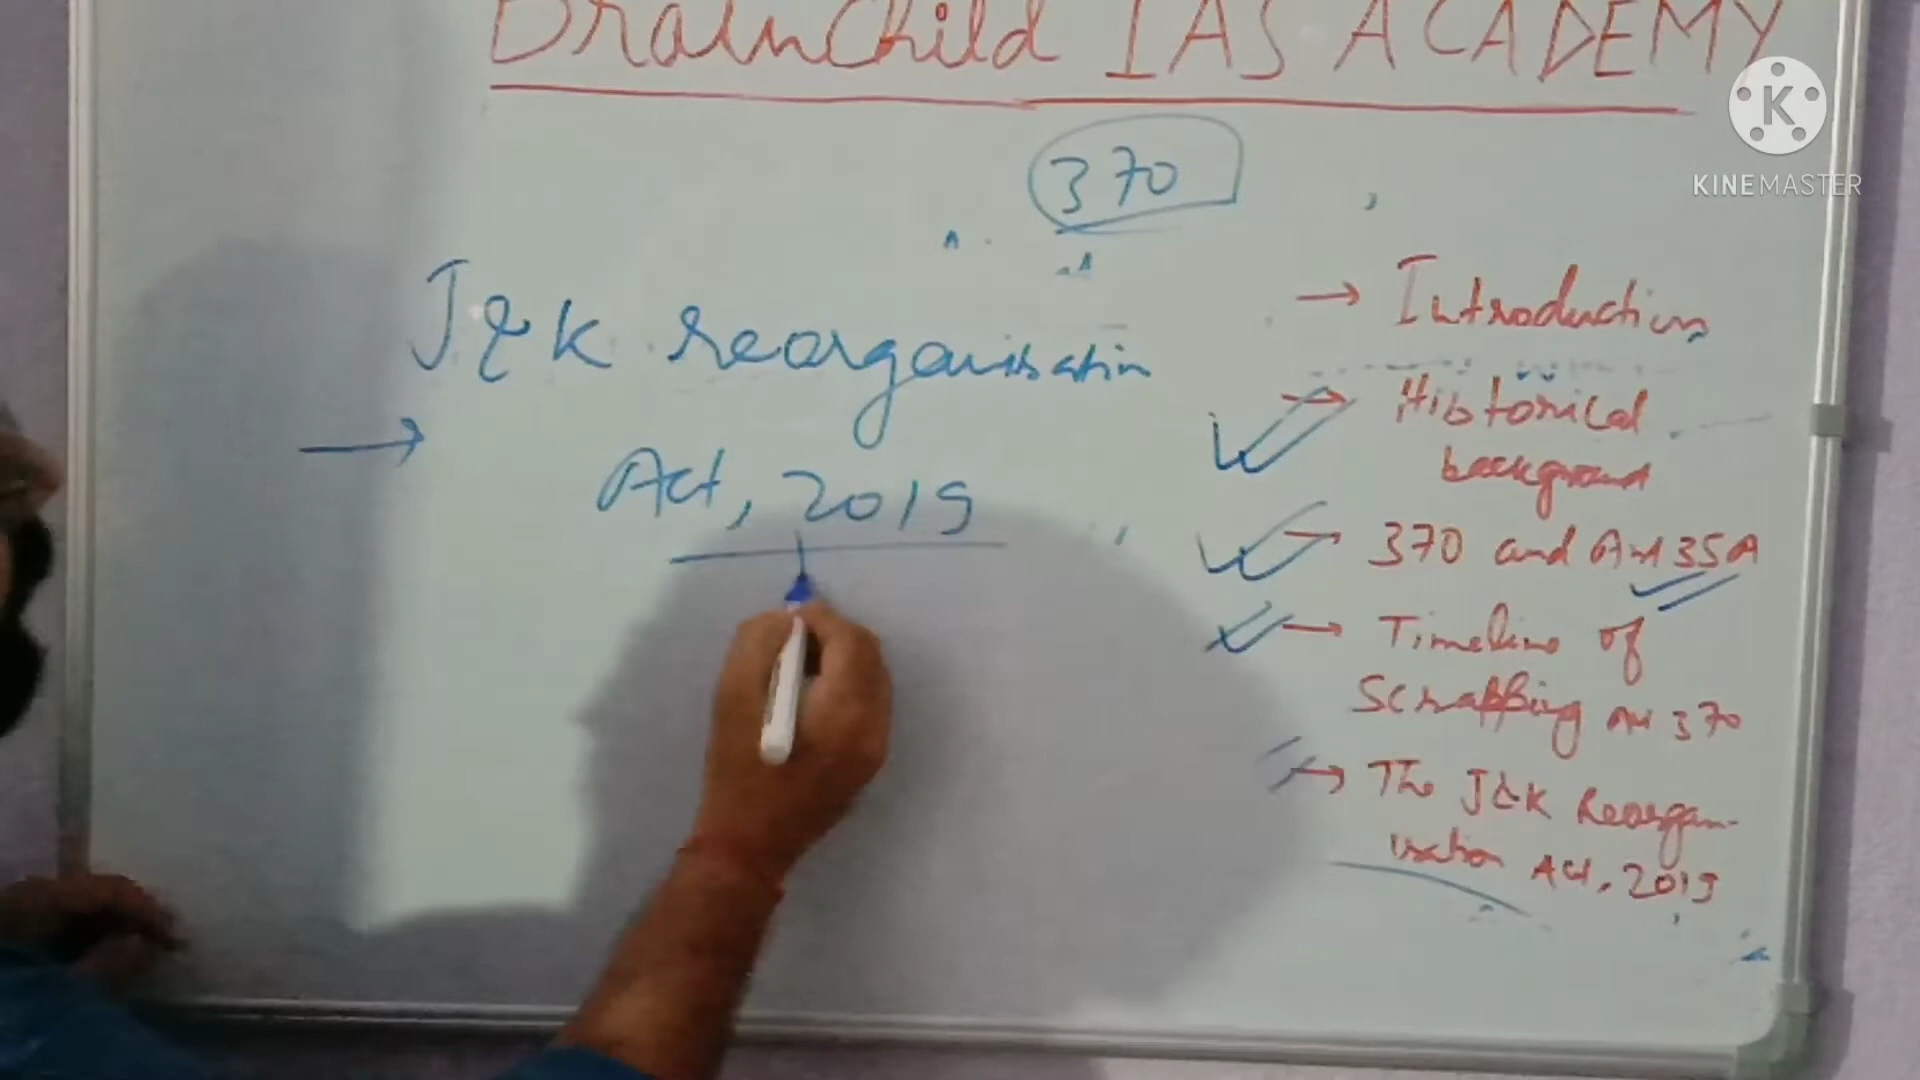 BrainChild IAS ACADEMY
KINEMASTER
370
J&K reorganisation
Act, 2019
→ Introduction
→ Historical
background
→ 370 and Art 35A
→ Timeline of
Scrapping Art 370
→ The J&K Reorgan-
isation Act, 2019